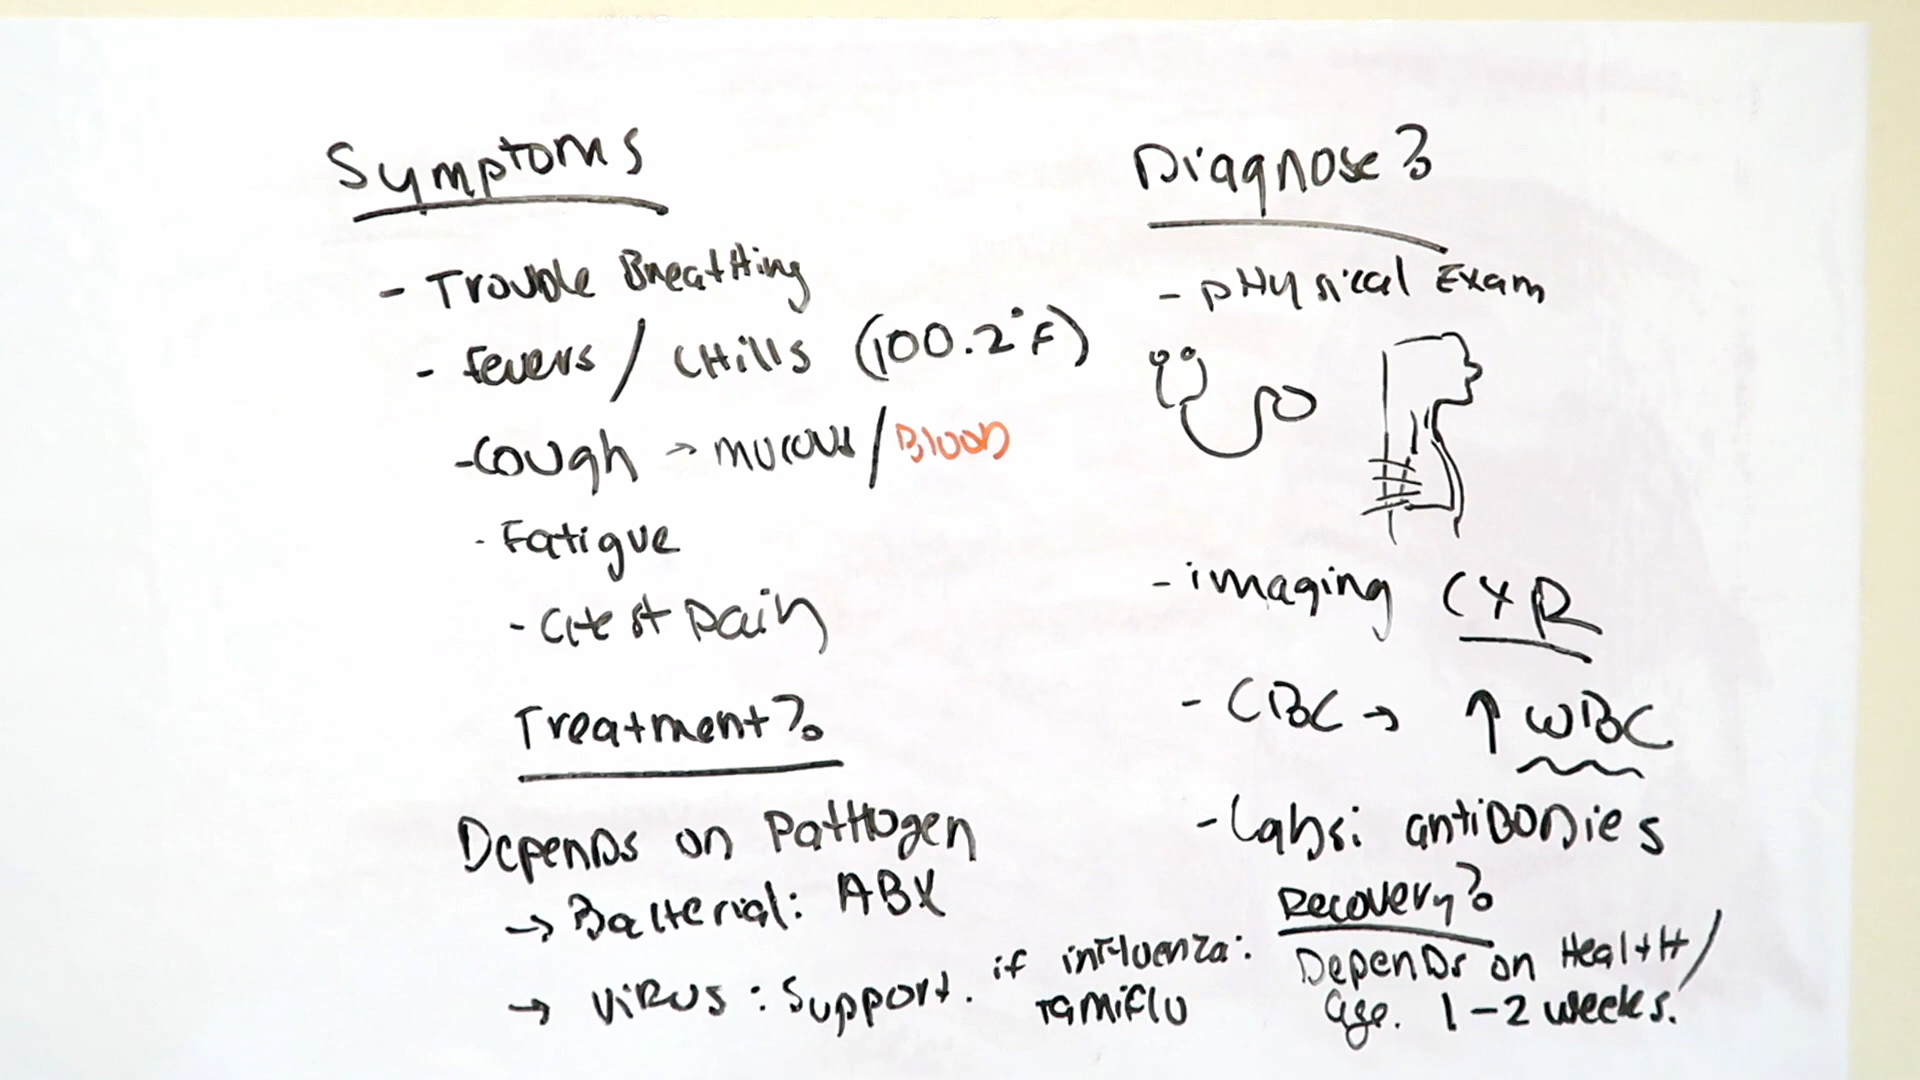 Symptoms
- Trouble Breathing
- Fevers / Chills (100.2°F)
- Cough → mucous / Blood
- Fatigue
- Chest Pain
Treatment?
Depends on Pathogen
→ Bacterial: ABX
→ Virus: Support. if influenza: Tamiflu
Diagnose?
- Physical Exam
- imaging CXR
- CBC → ↑ WBC
- Labs: antibodies
Recovery?
Depends on Health/
age. 1-2 weeks.